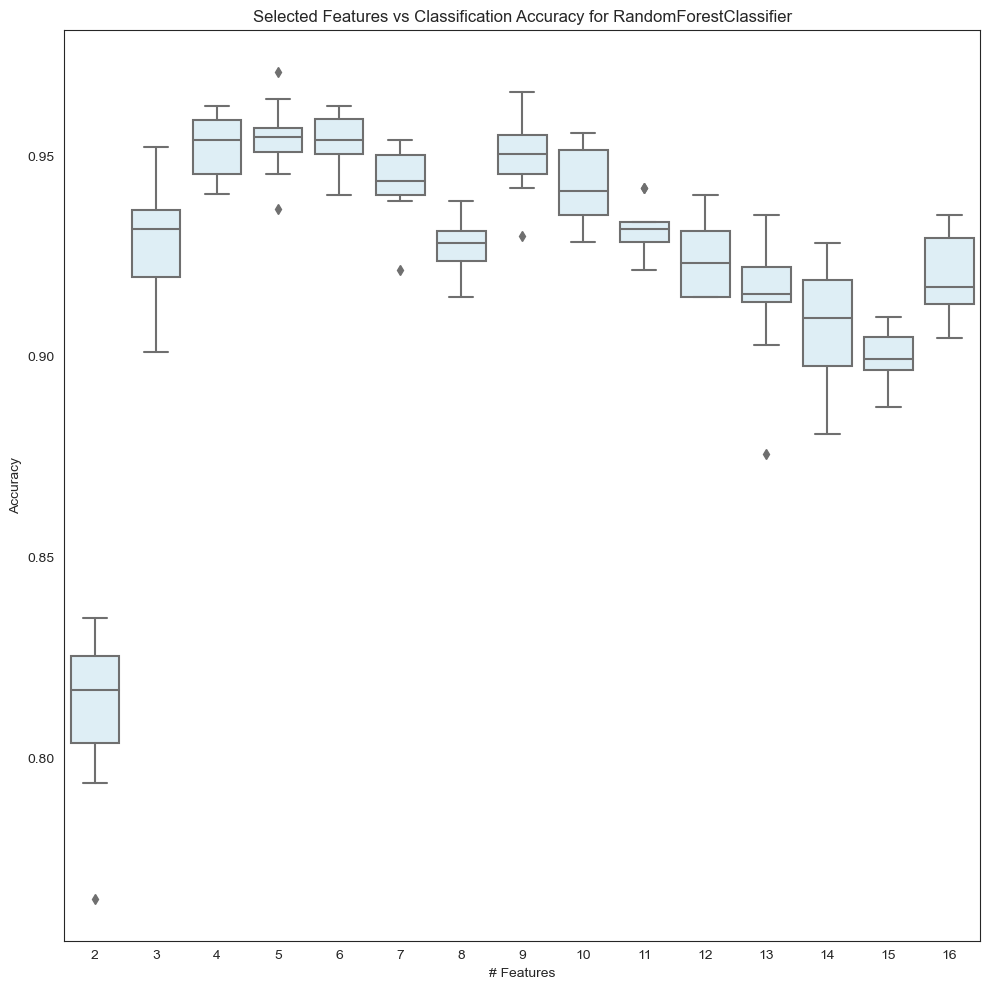 Selected Features vs Classification Accuracy for RandomForestClassifier
Accuracy
0.95
0.90
0.85
0.80
2 3 4 5 6 7 8 9 10 11 12 13 14 15 16
# Features